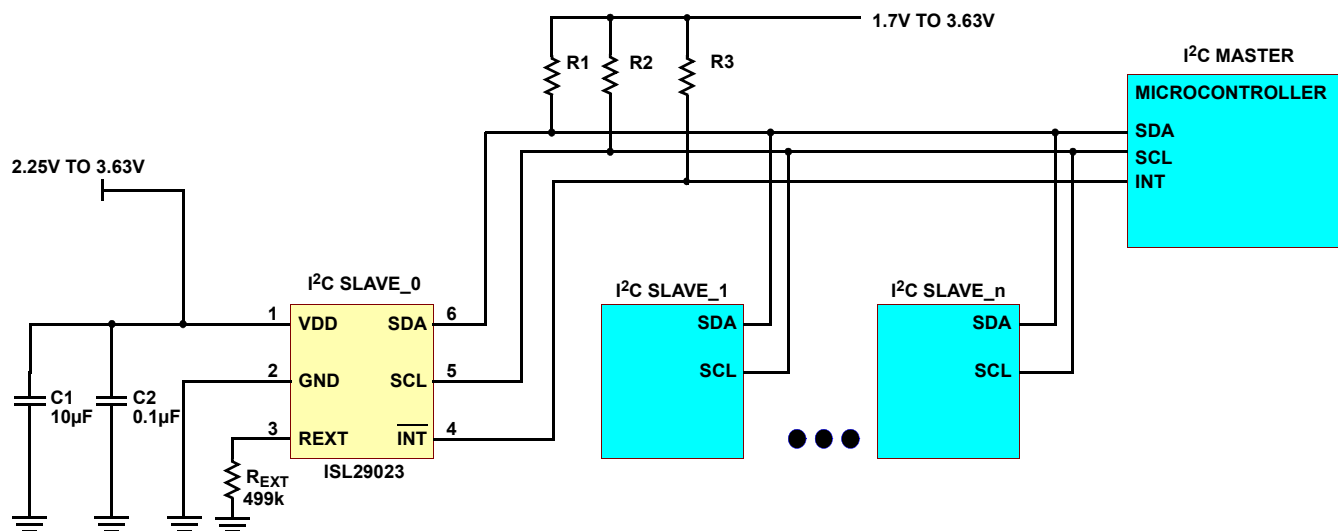 1.7V TO 3.63V
R1
R2
R3
I²C MASTER
MICROCONTROLLER
SDA
SCL
INT
2.25V TO 3.63V
I²C SLAVE_0
1
VDD
SDA
6
2
GND
SCL
5
3
REXT
INT
4
ISL29023
C1
10µF
C2
0.1µF
REXT
499k
I²C SLAVE_1
SDA
SCL
I²C SLAVE_n
SDA
SCL